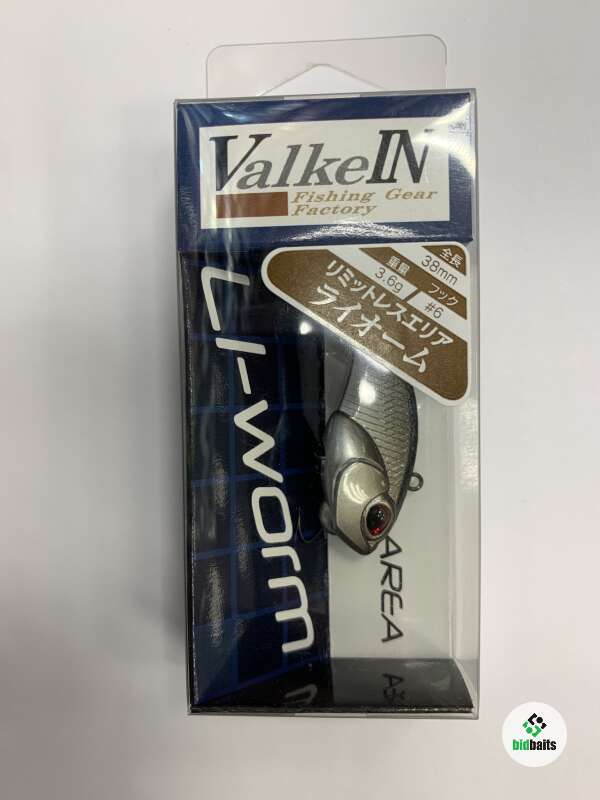 ValkeIN
Fishing Gear
Factory
全長
38mm
重量
3.6g
フック
#6
リミットレスエリア
ライオーム
LI-WORM
AREA
bidbaits